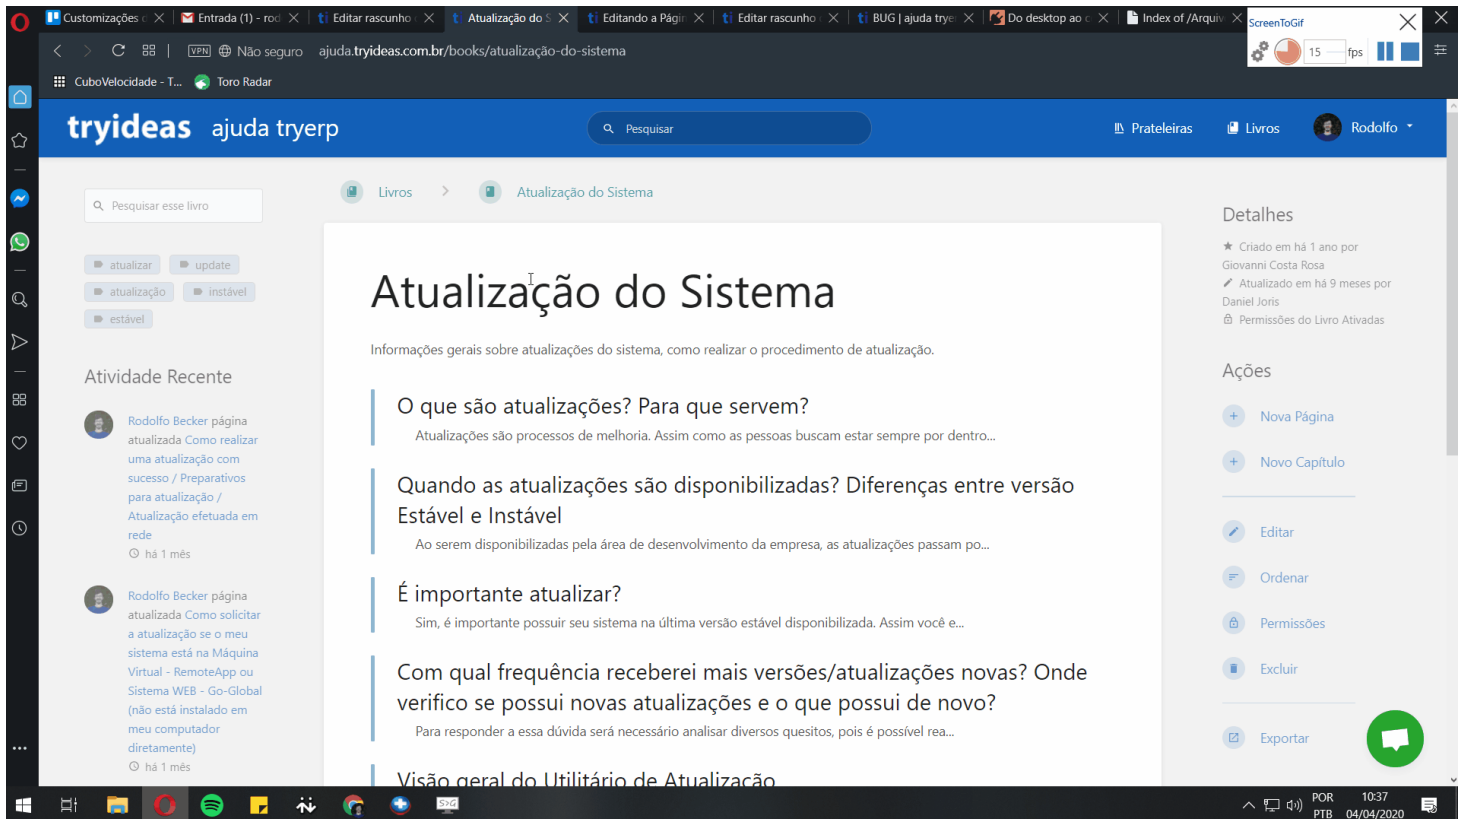 Customizações
Entrada (1) - rod
Editar rascunho
Atualização do S
Editando a Págin
Editar rascunho
BUG | ajuda trye
Do desktop ao c
Index of /Arquiv
ScreenToGif
15
fps
VPN
Não seguro
ajuda.tryideas.com.br/books/atualização-do-sistema
CuboVelocidade - T...
Toro Radar
tryideas
ajuda tryerp
Pesquisar
Prateleiras
Livros
Rodolfo
Pesquisar esse livro
atualizar
update
atualização
instável
estável
Atividade Recente
Rodolfo Becker página
atualizada Como realizar
uma atualização com
sucesso / Preparativos
para atualização /
Atualização efetuada em
rede
há 1 mês
Rodolfo Becker página
atualizada Como solicitar
a atualização se o meu
sistema está na Máquina
Virtual - RemoteApp ou
Sistema WEB - Go-Global
(não está instalado em
meu computador
diretamente)
há 1 mês
Livros
Atualização do Sistema
Atualização do Sistema
Informações gerais sobre atualizações do sistema, como realizar o procedimento de atualização.
O que são atualizações? Para que servem?
Atualizações são processos de melhoria. Assim como as pessoas buscam estar sempre por dentro...
Quando as atualizações são disponibilizadas? Diferenças entre versão
Estável e Instável
Ao serem disponibilizadas pela área de desenvolvimento da empresa, as atualizações passam po...
É importante atualizar?
Sim, é importante possuir seu sistema na última versão estável disponibilizada. Assim você e...
Com qual frequência receberei mais versões/atualizações novas? Onde
verifico se possui novas atualizações e o que possui de novo?
Para responder a essa dúvida será necessário analisar diversos quesitos, pois é possível rea...
Visão geral do Utilitário de Atualização
Detalhes
Criado em há 1 ano por
Giovanni Costa Rosa
Atualizado em há 9 meses por
Daniel Joris
Permissões do Livro Ativadas
Ações
Nova Página
Novo Capítulo
Editar
Ordenar
Permissões
Excluir
Exportar
S>G
POR
PTB
10:37
04/04/2020